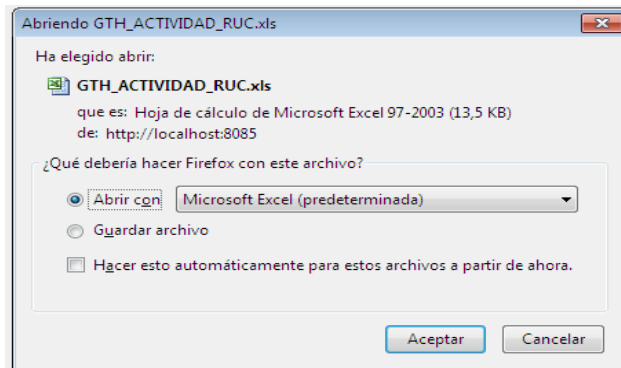 Abriendo GTH_ACTIVIDAD_RUC.xls
Ha elegido abrir:
GTH_ACTIVIDAD_RUC.xls
que es: Hoja de cálculo de Microsoft Excel 97-2003 (13,5 KB)
de: http://localhost:8085
¿Qué debería hacer Firefox con este archivo?
Abrir con Microsoft Excel (predeterminada)
Guardar archivo
Hacer esto automáticamente para estos archivos a partir de ahora.
Aceptar Cancelar